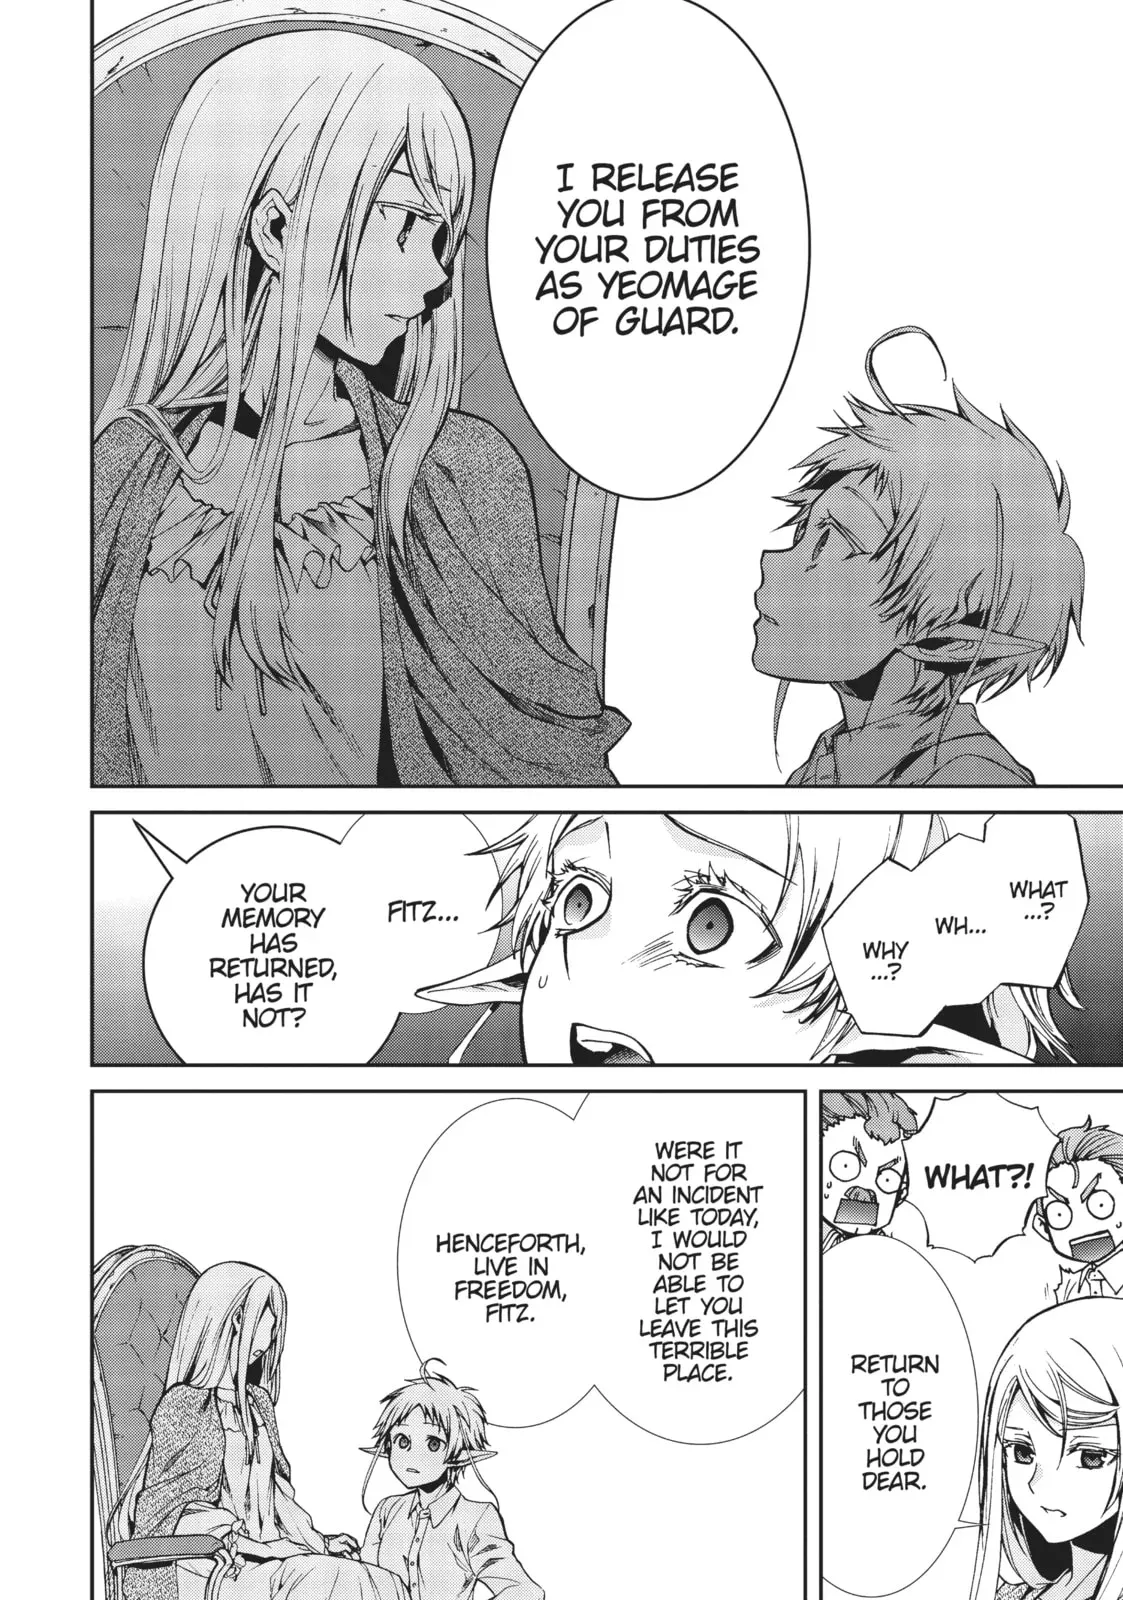 I RELEASE
YOU FROM
YOUR DUTIES
AS YEOMAGE
OF GUARD.
WHAT
...?
WH...
WHY
...?
FITZ...
YOUR
MEMORY
HAS
RETURNED,
HAS IT
NOT?
WHAT?!
RETURN
TO
THOSE
YOU
HOLD
DEAR.
WERE IT
NOT FOR
AN INCIDENT
LIKE TODAY,
I WOULD
NOT BE
ABLE TO
LET YOU
LEAVE THIS
TERRIBLE
PLACE.
HENCEFORTH,
LIVE IN
FREEDOM,
FITZ.